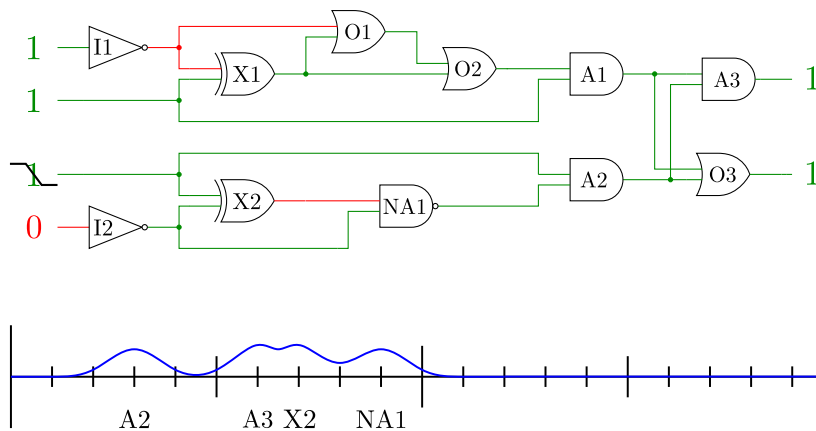 I1 O1
1 X1 O2 A1 A3 1
1
1 X2 NA1 A2 O3 1
0 I2
A2 A3 X2 NA1